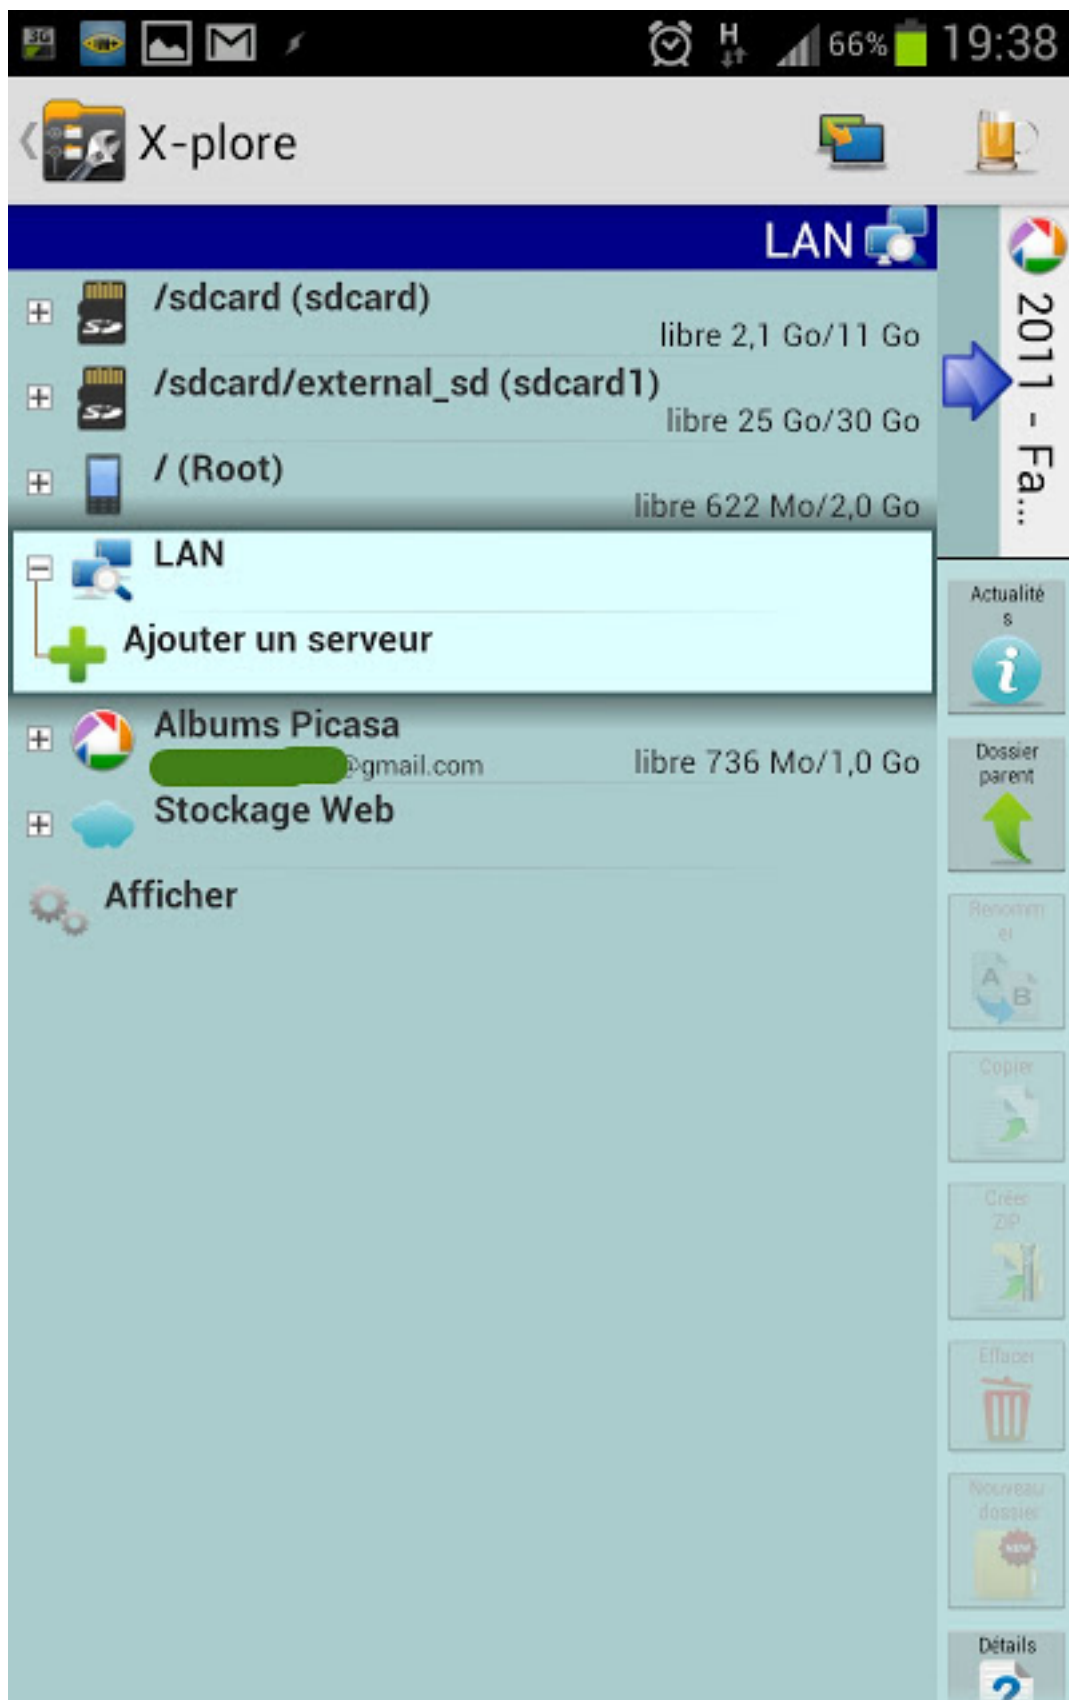 3G
H
66%
19:38
X-plore
LAN
/sdcard (sdcard)
libre 2,1 Go/11 Go
/sdcard/external_sd (sdcard1)
libre 25 Go/30 Go
/ (Root)
libre 622 Mo/2,0 Go
LAN
Ajouter un serveur
Albums Picasa
@gmail.com
libre 736 Mo/1,0 Go
Stockage Web
Afficher
2011 - Fa...
Actualité
s
Dossier
parent
Renomm
er
A
B
Copier
Créer
ZIP
Effacer
Nouveau
dossier
NEW
Détails
?